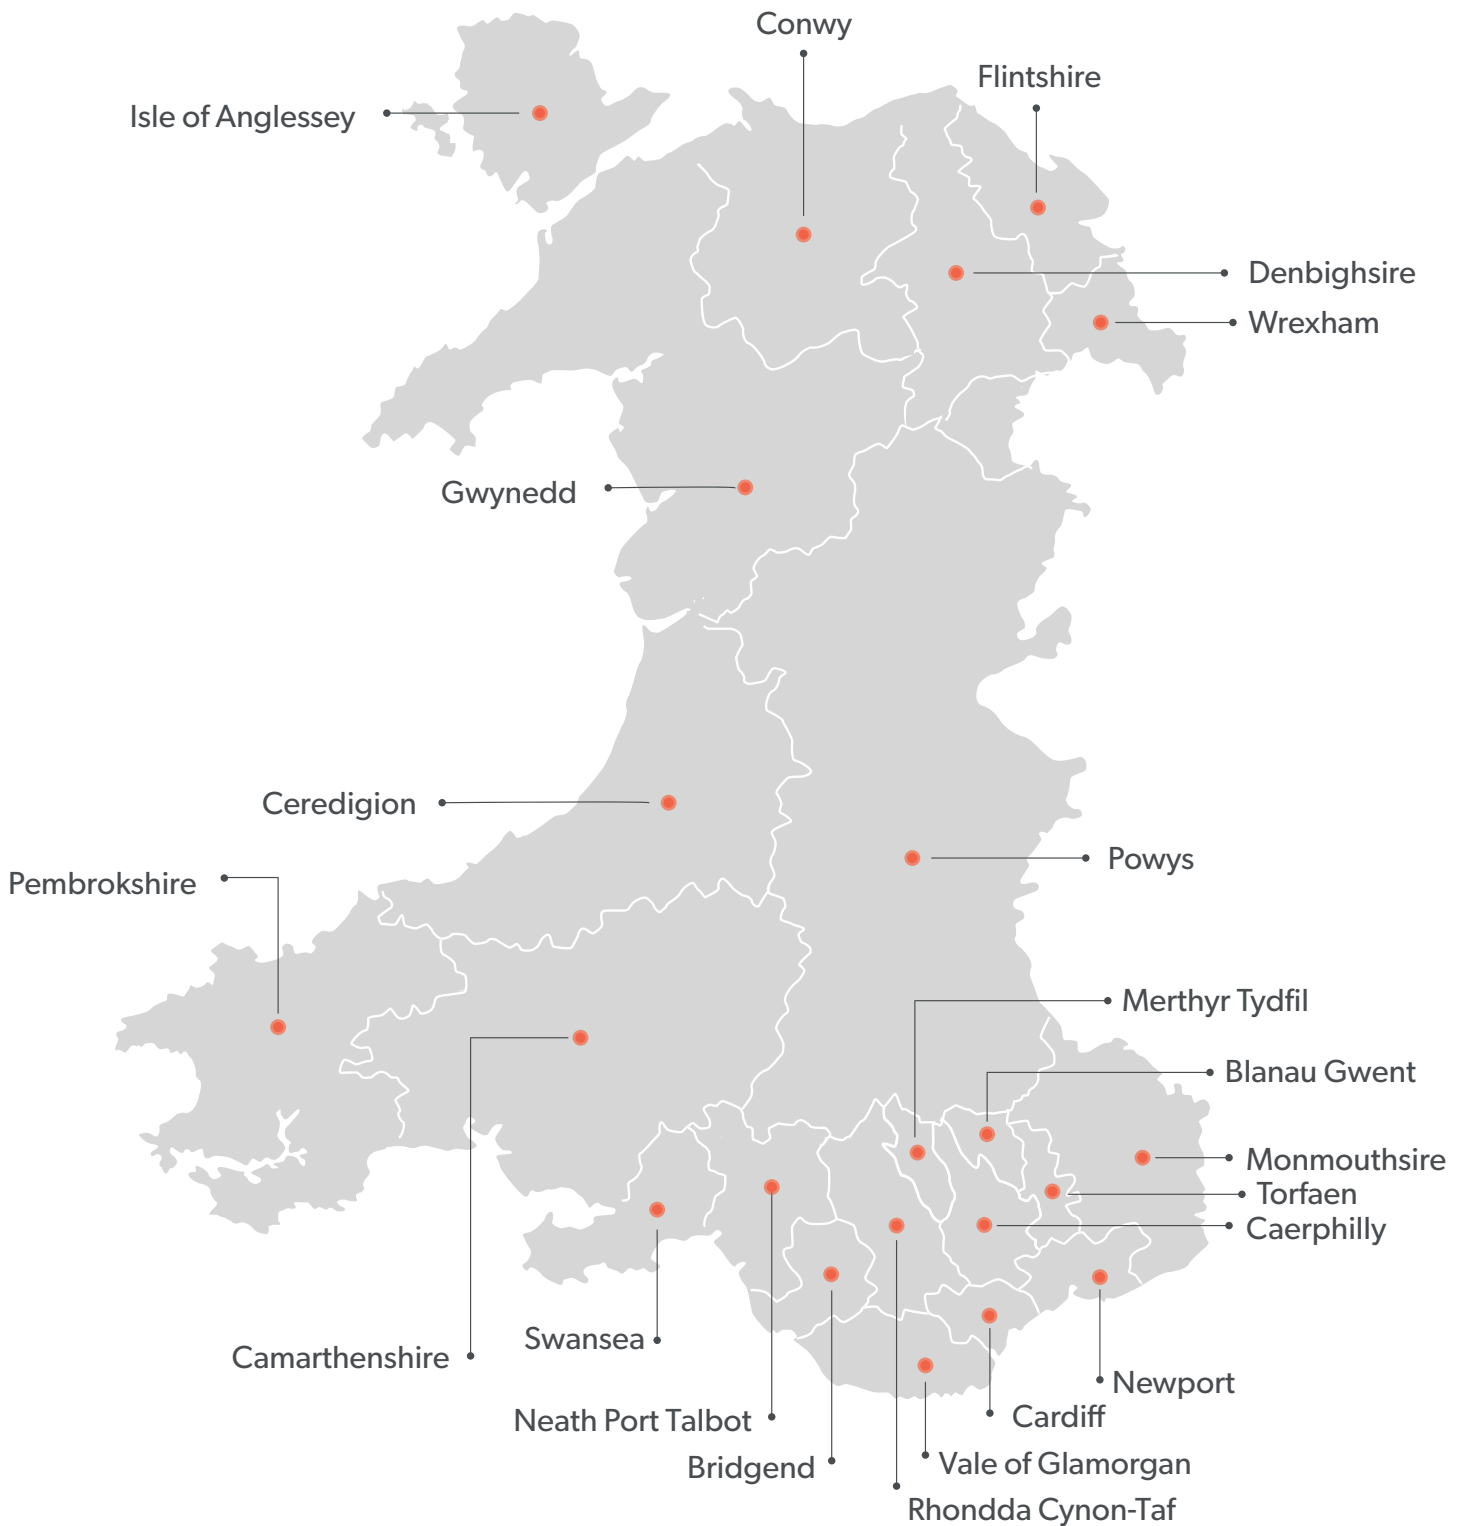 Conwy
Flintshire
Isle of Anglessey
Denbighsire
Wrexham
Gwynedd
Ceredigion
Powys
Pembrokshire
Merthyr Tydfil
Blanau Gwent
Monmouthsire
Torfaen
Caerphilly
Swansea
Camarthenshire
Newport
Neath Port Talbot
Cardiff
Bridgend
Vale of Glamorgan
Rhondda Cynon-Taf